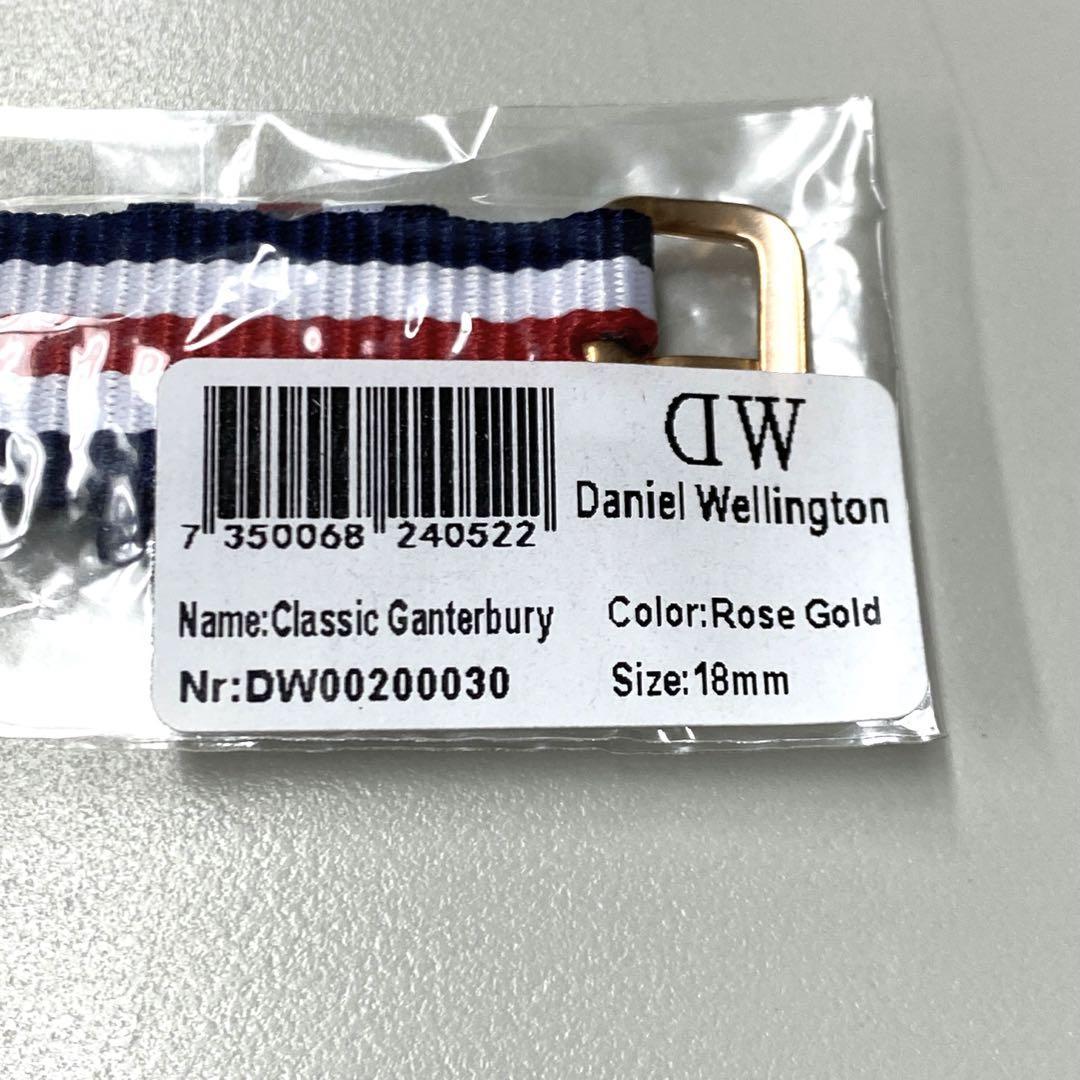 DW
Daniel Wellington
7 350068 240522
Name:Classic Ganterbury
Color:Rose Gold
Nr:DW00200030
Size:18mm